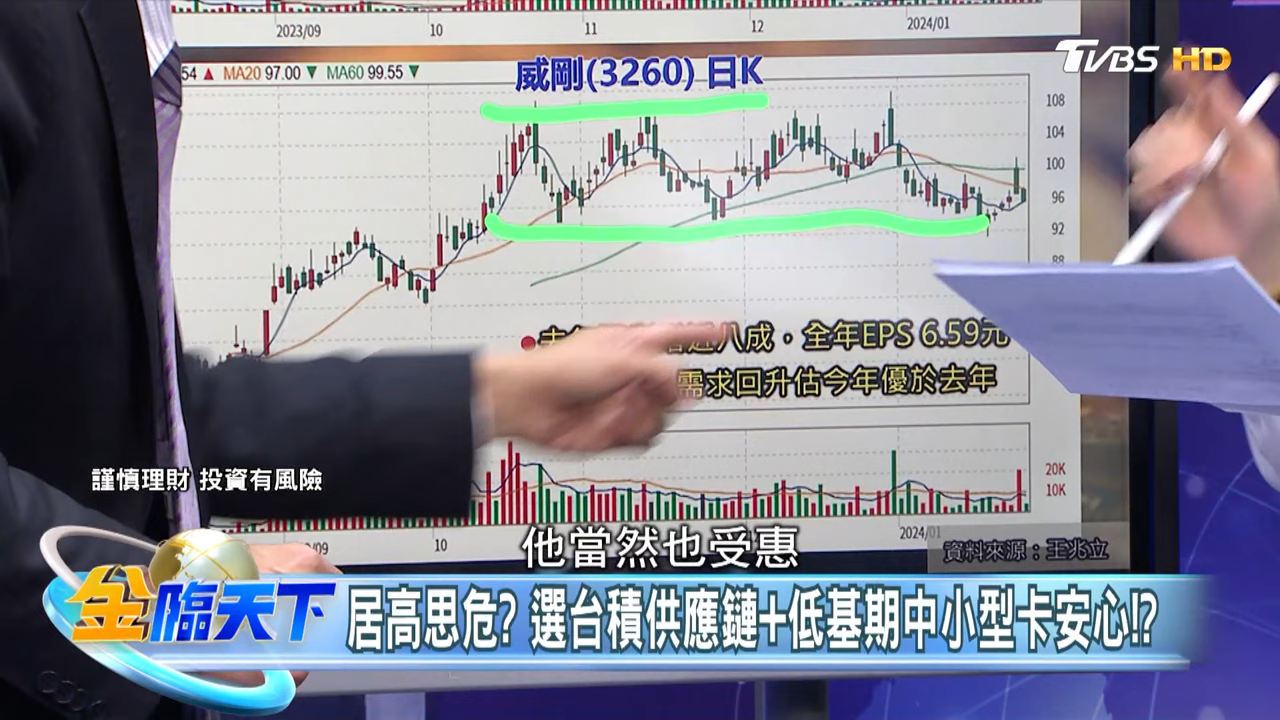 2023/09 10 11 12 2024/01
TVBS HD
54 ▲ MA20 97.00 ▼ MA60 99.55 ▼
威剛(3260) 日K
108
104
100
96
92
88
八成，全年EPS 6.59元
需求回升估今年優於去年
謹慎理財 投資有風險
20K
10K
/09 10 2024/01
他當然也受惠
資料來源：王兆立
金臨天下
居高思危? 選台積供應鏈+低基期中小型卡安心!?